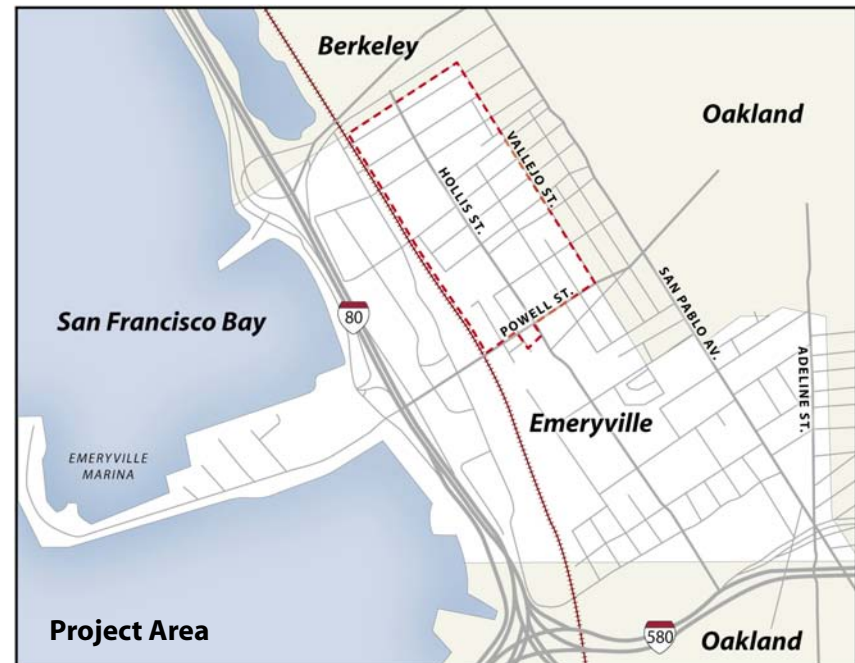 Berkeley
Oakland
VALLEJO ST.
HOLLIS ST.
San Francisco Bay
80
POWELL ST.
SAN PABLO AV.
ADELINE ST.
Emeryville
EMERYVILLE
MARINA
Project Area
580
Oakland